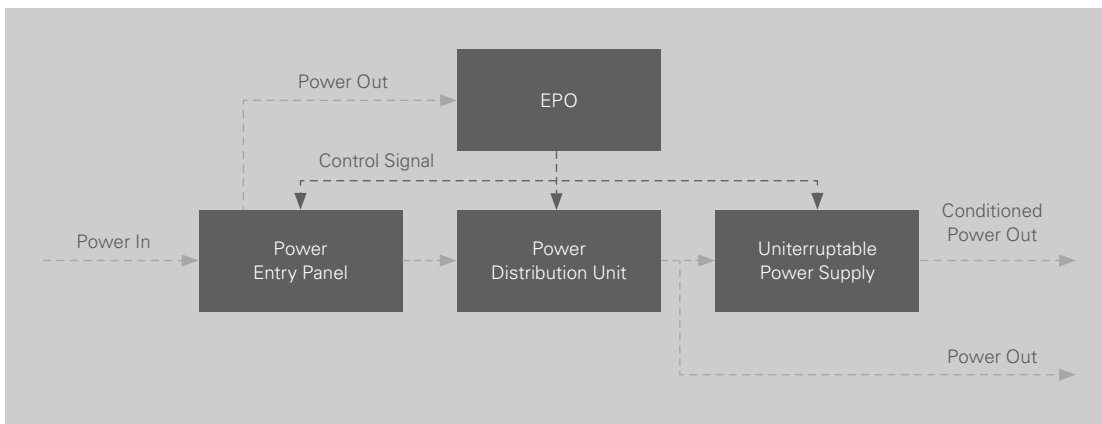 Power Out
EPO
Control Signal
Power In
Power
Entry Panel
Power
Distribution Unit
Uniterruptable
Power Supply
Conditioned
Power Out
Power Out